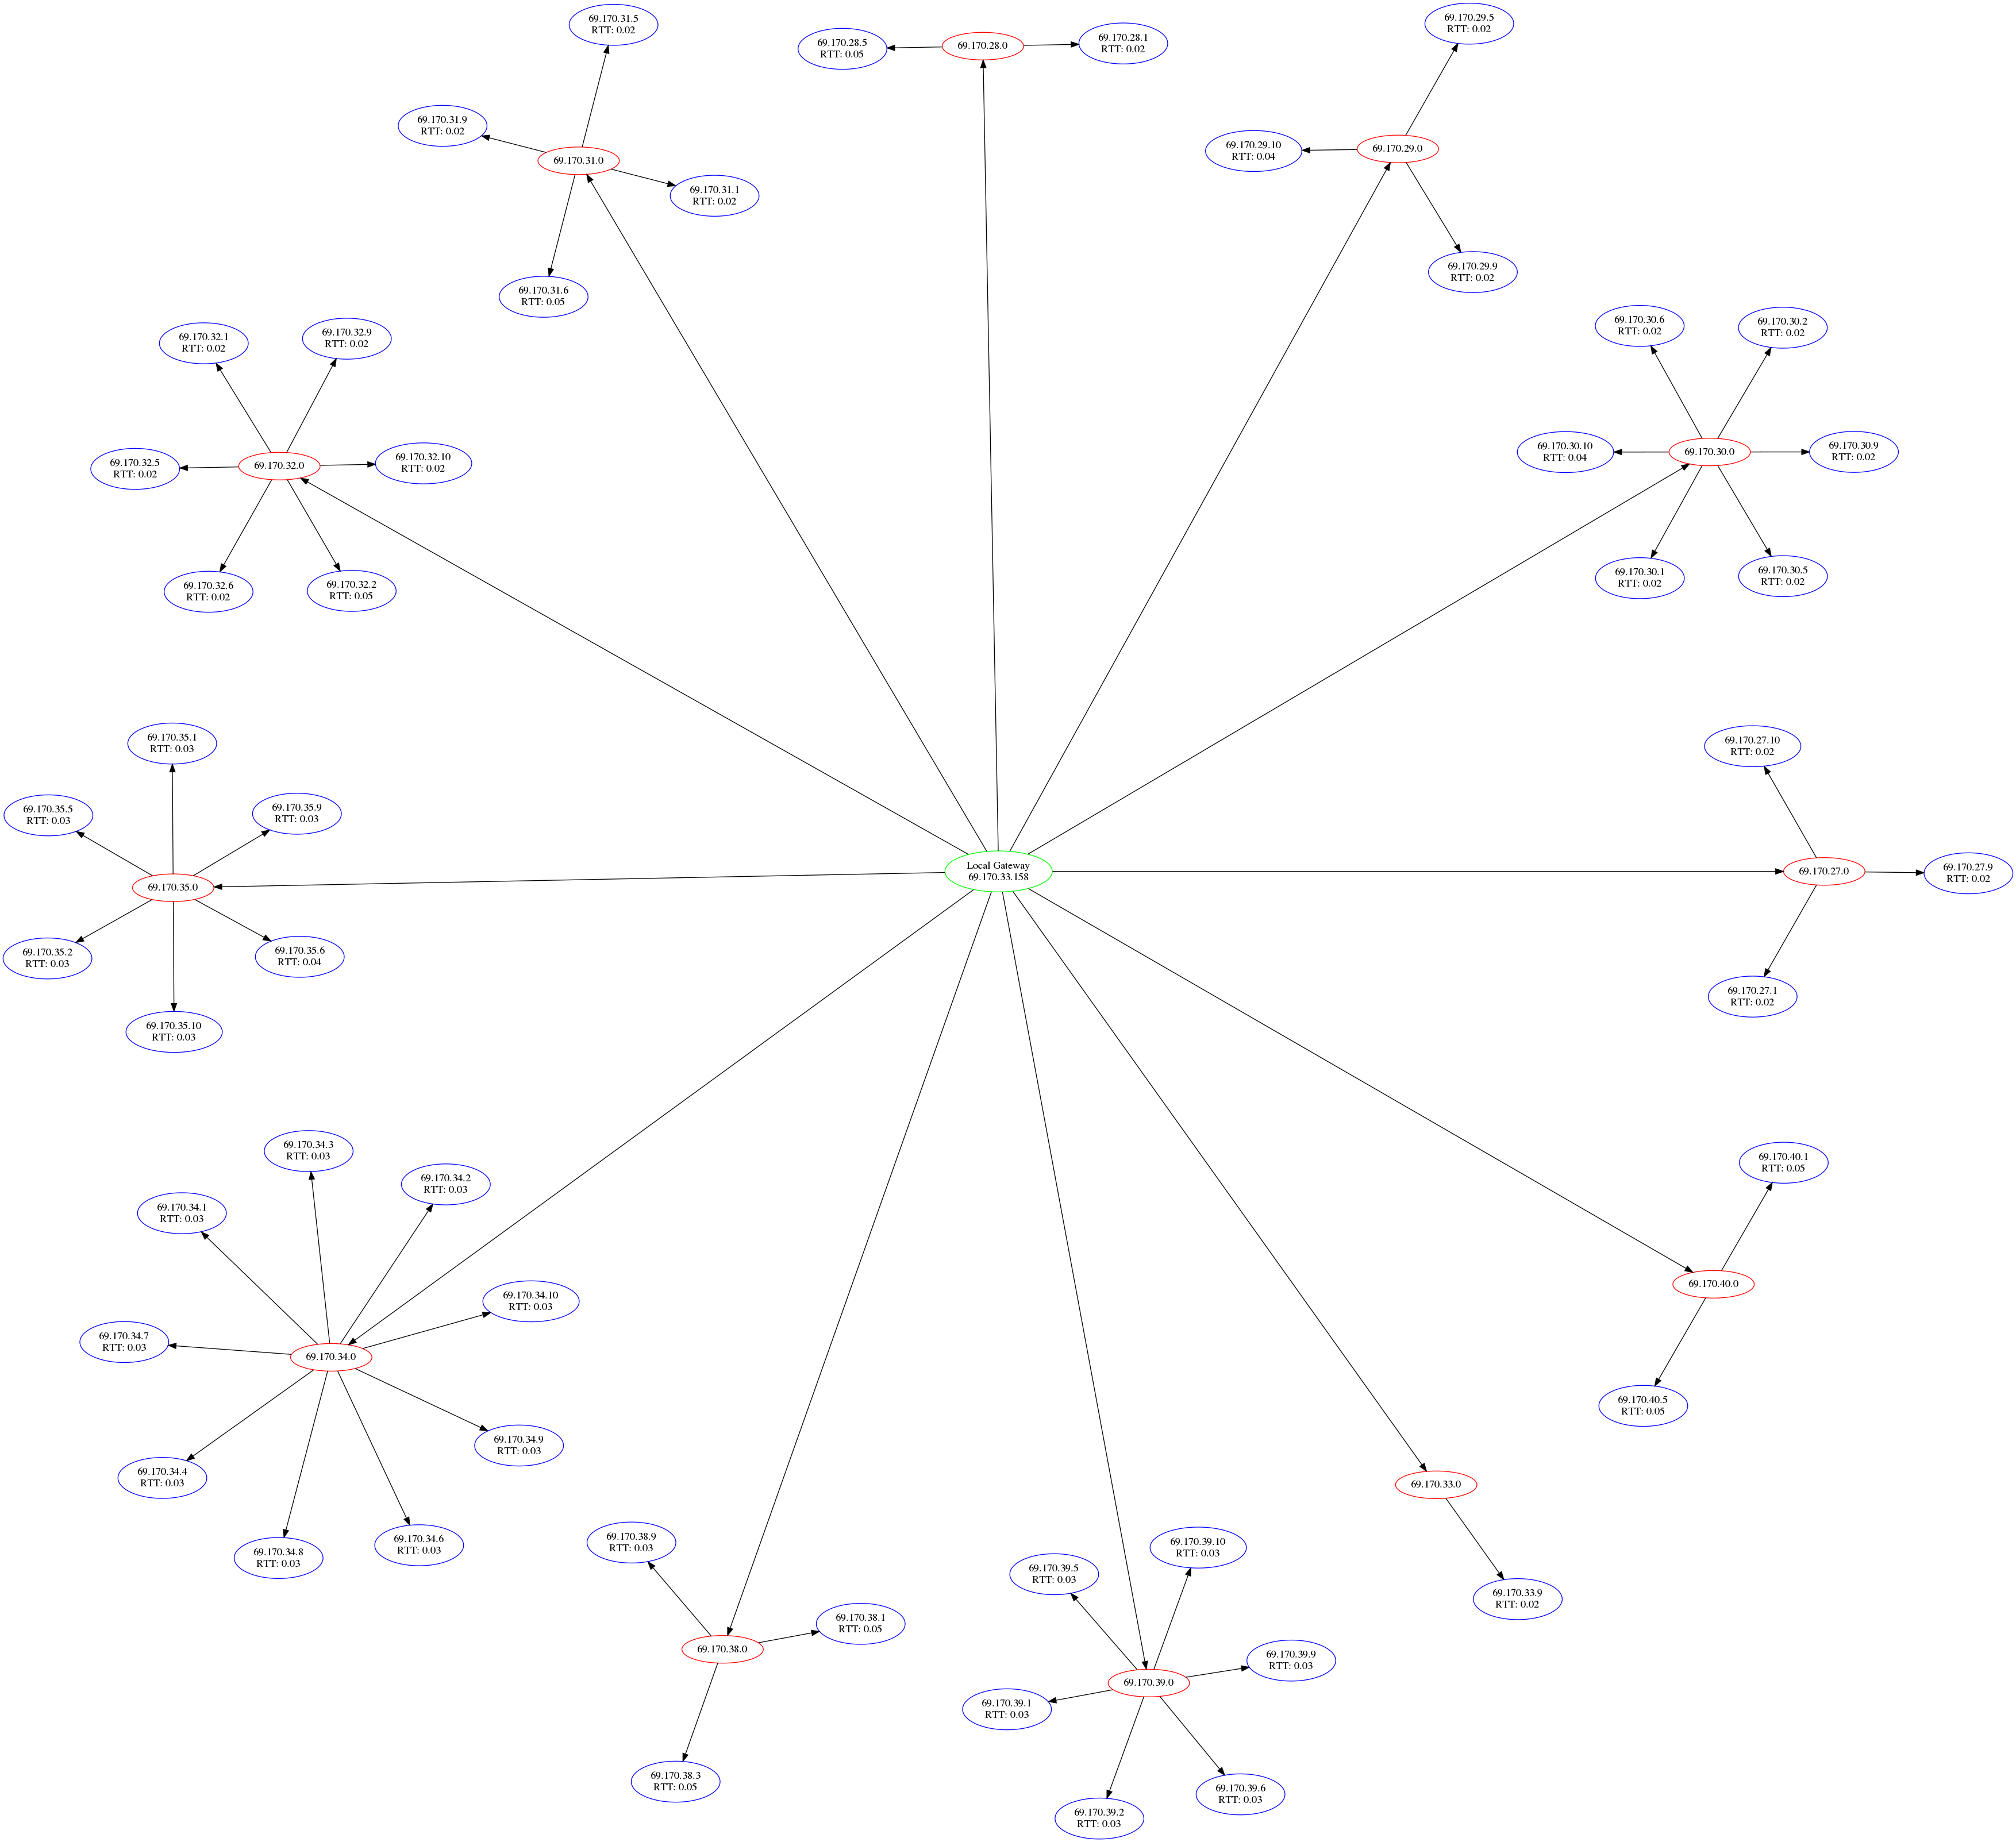 69.170.31.5
RTT: 0.02
69.170.28.5
RTT: 0.05
69.170.28.0
69.170.28.1
RTT: 0.02
69.170.29.5
RTT: 0.02
69.170.31.9
RTT: 0.02
69.170.31.0
69.170.31.1
RTT: 0.02
69.170.31.6
RTT: 0.05
69.170.29.10
RTT: 0.04
69.170.29.0
69.170.29.9
RTT: 0.02
69.170.32.1
RTT: 0.02
69.170.32.9
RTT: 0.02
69.170.32.5
RTT: 0.02
69.170.32.0
69.170.32.10
RTT: 0.02
69.170.32.6
RTT: 0.02
69.170.32.2
RTT: 0.05
69.170.30.6
RTT: 0.02
69.170.30.2
RTT: 0.02
69.170.30.10
RTT: 0.04
69.170.30.0
69.170.30.9
RTT: 0.02
69.170.30.1
RTT: 0.02
69.170.30.5
RTT: 0.02
69.170.35.1
RTT: 0.03
69.170.35.5
RTT: 0.03
69.170.35.9
RTT: 0.03
69.170.35.0
69.170.35.2
RTT: 0.03
69.170.35.6
RTT: 0.04
69.170.35.10
RTT: 0.03
Local Gateway
69.170.33.158
69.170.27.10
RTT: 0.02
69.170.27.0
69.170.27.9
RTT: 0.02
69.170.27.1
RTT: 0.02
69.170.34.3
RTT: 0.03
69.170.34.2
RTT: 0.03
69.170.34.1
RTT: 0.03
69.170.34.10
RTT: 0.03
69.170.34.7
RTT: 0.03
69.170.34.0
69.170.34.9
RTT: 0.03
69.170.34.4
RTT: 0.03
69.170.34.8
RTT: 0.03
69.170.34.6
RTT: 0.03
69.170.40.1
RTT: 0.05
69.170.40.0
69.170.40.5
RTT: 0.05
69.170.33.0
69.170.33.9
RTT: 0.02
69.170.38.9
RTT: 0.03
69.170.38.1
RTT: 0.05
69.170.38.0
69.170.38.3
RTT: 0.05
69.170.39.10
RTT: 0.03
69.170.39.5
RTT: 0.03
69.170.39.9
RTT: 0.03
69.170.39.0
69.170.39.1
RTT: 0.03
69.170.39.6
RTT: 0.03
69.170.39.2
RTT: 0.03